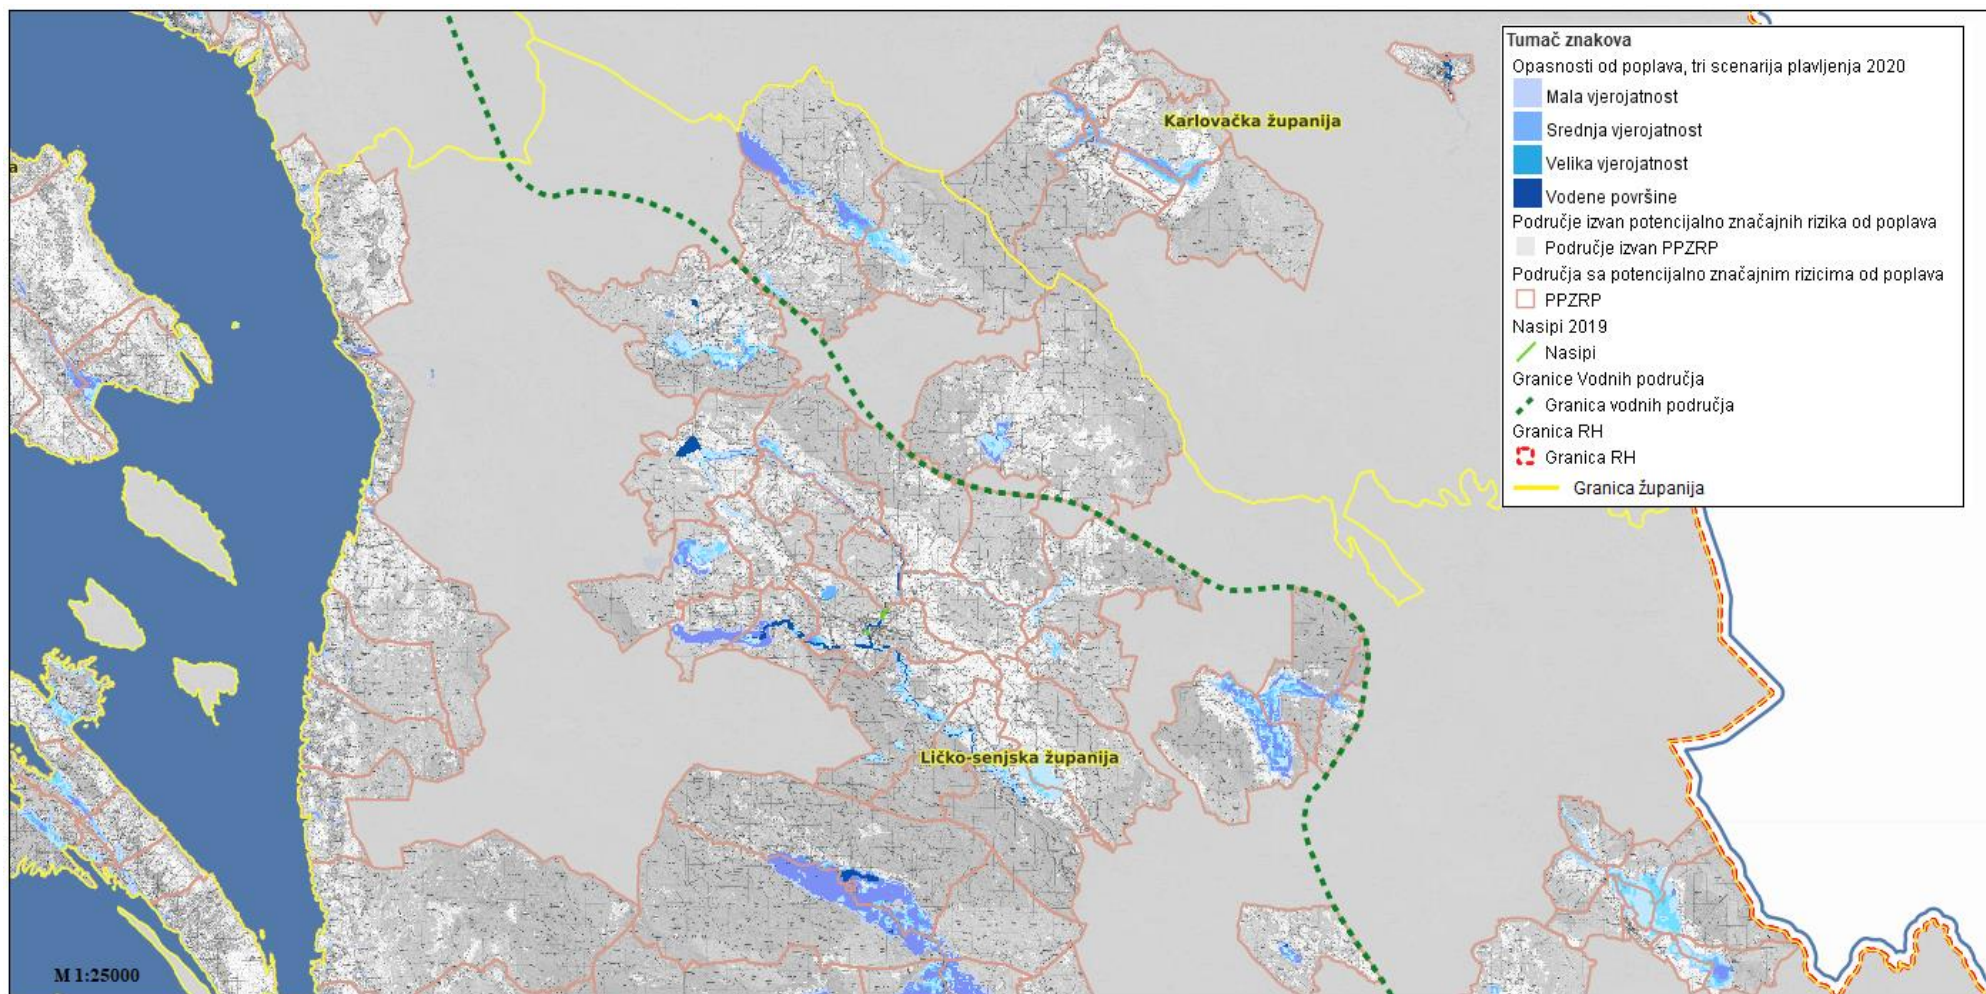 Tumač znakova
Opasnosti od poplava, tri scenarija plavljenja 2020
Mala vjerojatnost
Srednja vjerojatnost
Velika vjerojatnost
Vodene površine
Područje izvan potencijalno značajnih rizika od poplava
Područje izvan PPZRP
Područja sa potencijalno značajnim rizicima od poplava
PPZRP
Nasipi 2019
Nasipi
Granice Vodnih područja
Granica vodnih područja
Granica RH
Granica RH
Granica županija
Karlovačka županija
a
Ličko-senjska županija
M 1:25000